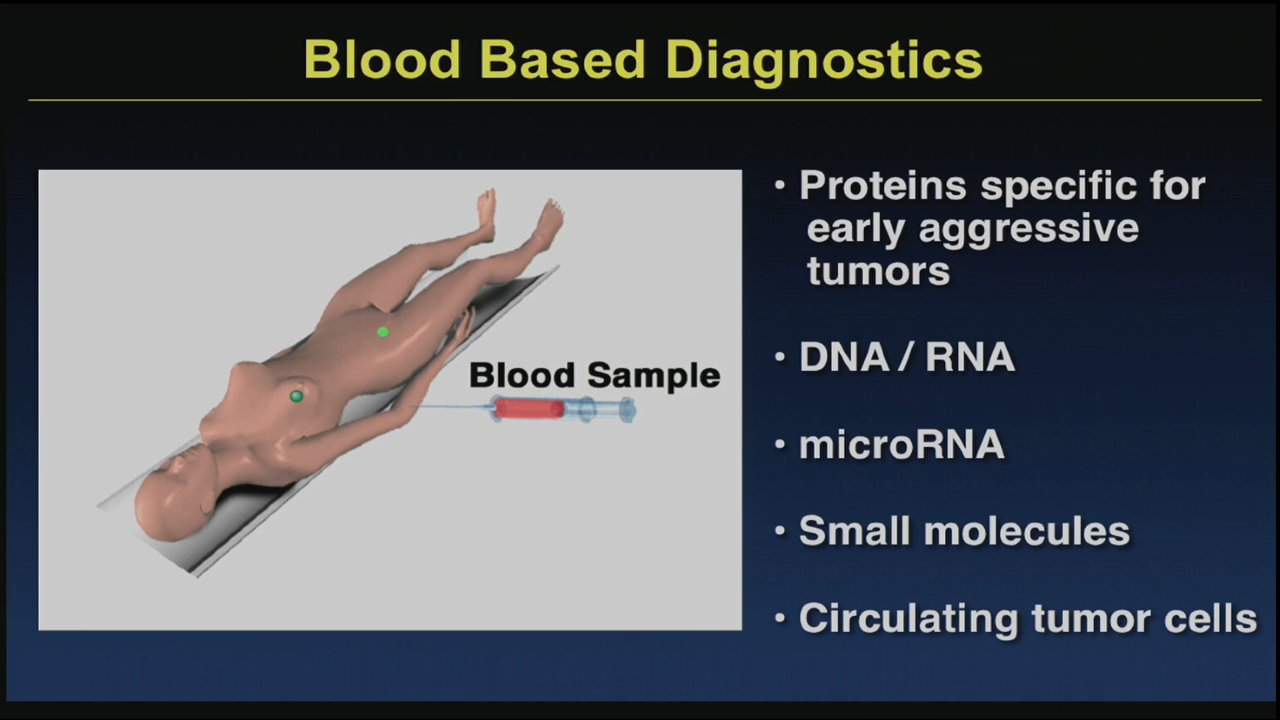 Blood Based Diagnostics
Blood Sample
• Proteins specific for
early aggressive
tumors
• DNA / RNA
• microRNA
• Small molecules
• Circulating tumor cells